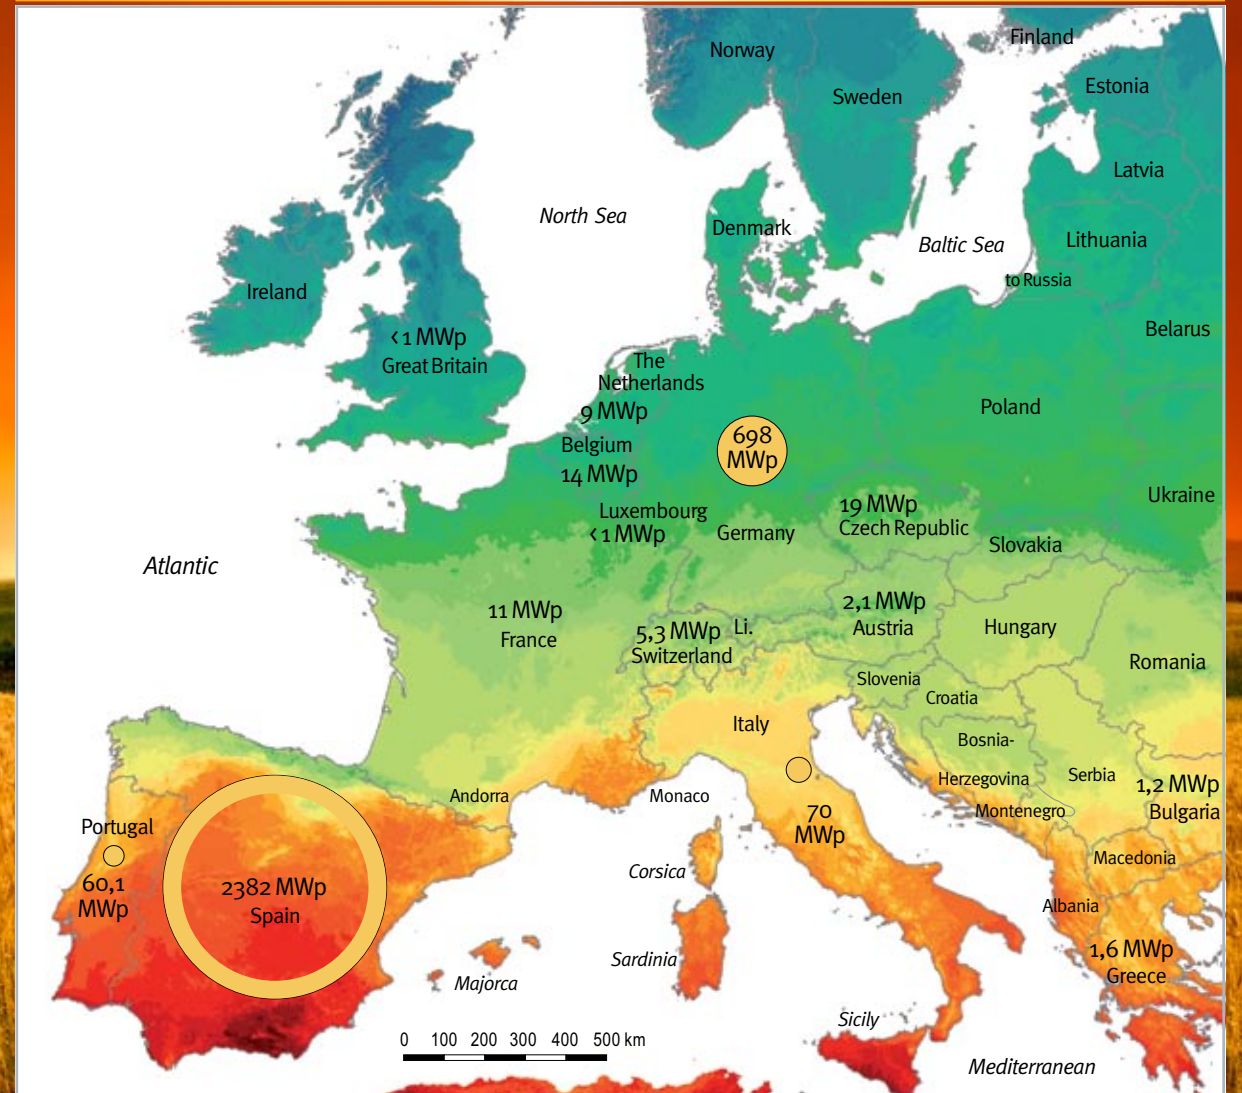 Finland
Norway
Estonia
Sweden
Latvia
North Sea
Denmark
Baltic Sea
Lithuania
to Russia
Ireland
Belarus
<1 MWp
Great Britain
The
Netherlands
9 MWp
Poland
698
MWp
Belgium
14 MWp
Ukraine
19 MWp
Czech Republic
Luxembourg
<1 MWp
Germany
Slovakia
Atlantic
11 MWp
France
2,1 MWp
Austria
5,3 MWp
Switzerland
Li.
Hungary
Romania
Slovenia
Croatia
Italy
Bosnia-
Herzegovina
Serbia
1,2 MWp
Bulgaria
Andorra
Monaco
Montenegro
70
MWp
Portugal
60,1
MWp
Macedonia
Corsica
2382 MWp
Spain
Albania
1,6 MWp
Greece
Sardinia
Majorca
Sicily
0 100 200 300 400 500 km
Mediterranean